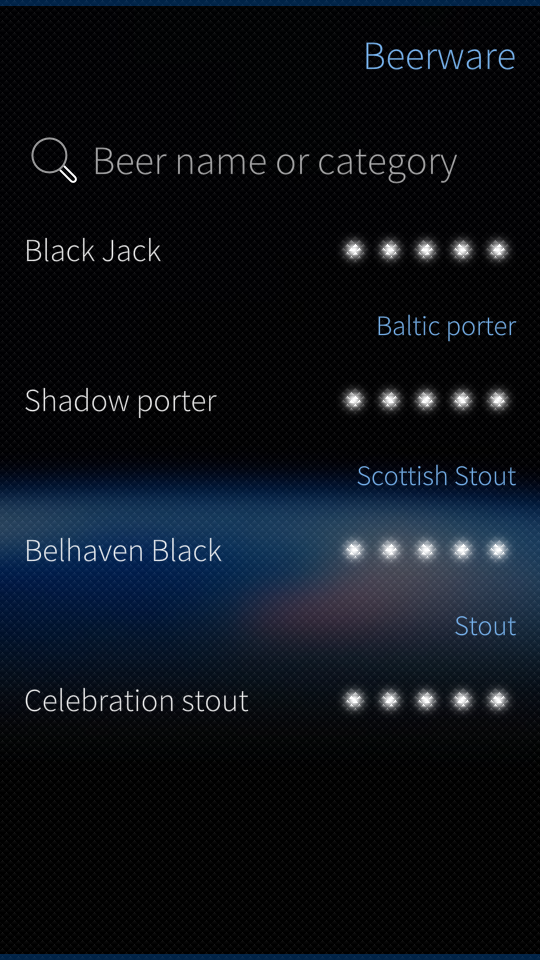 Beerware
Beer name or category
Black Jack
Baltic porter
Shadow porter
Scottish Stout
Belhaven Black
Stout
Celebration stout